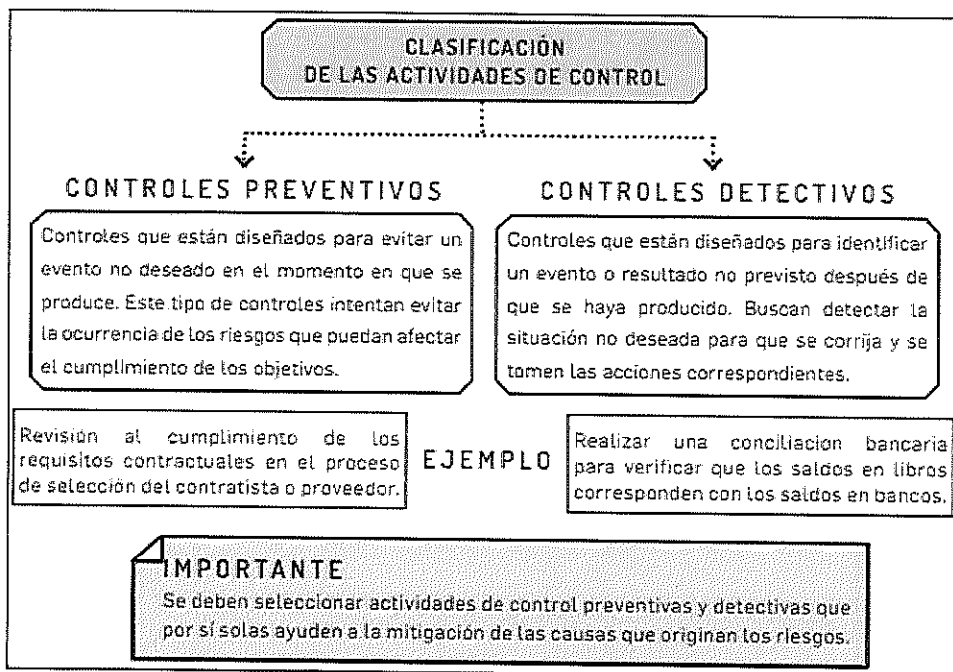 CLASIFICACIÓN
DE LAS ACTIVIDADES DE CONTROL
CONTROLES PREVENTIVOS
Controles que están diseñados para evitar un
evento no deseado en el momento en que se
produce. Este tipo de controles intentan evitar
la ocurrencia de los riesgos que puedan afectar
el cumplimiento de los objetivos.
CONTROLES DETECTIVOS
Controles que están diseñados para identificar
un evento o resultado no previsto después de
que se haya producido. Buscan detectar la
situación no deseada para que se corrija y se
tomen las acciones correspondientes.
Revisión al cumplimiento de los
requisitos contractuales en el proceso
de selección del contratista o proveedor.
EJEMPLO
Realizar una conciliacion bancaria
para verificar que los saldos en libros
corresponden con los saldos en bancos.
IMPORTANTE
Se deben seleccionar actividades de control preventivas y detectivas que
por sí solas ayuden a la mitigación de las causas que originan los riesgos.